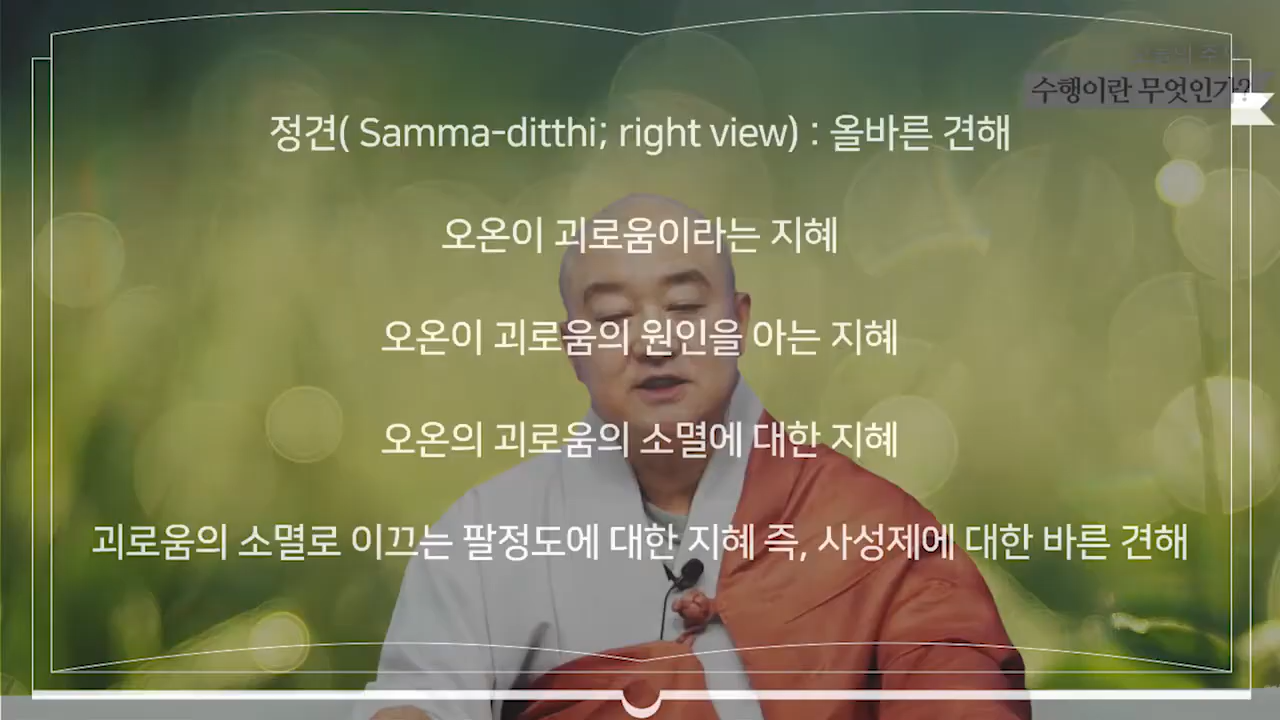 수행이란 무엇인가?
정견( Samma-ditthi; right view) : 올바른 견해
오온이 괴로움이라는 지혜
오온이 괴로움의 원인을 아는 지혜
오온의 괴로움의 소멸에 대한 지혜
괴로움의 소멸로 이끄는 팔정도에 대한 지혜 즉, 사성제에 대한 바른 견해